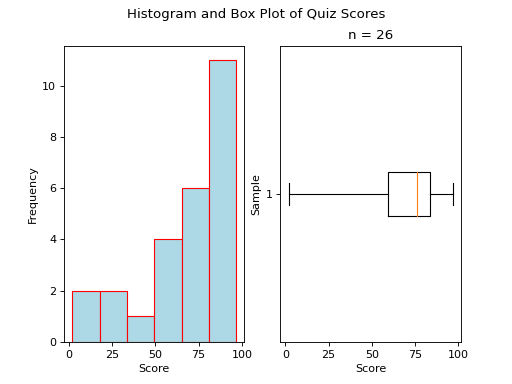 Histogram and Box Plot of Quiz Scores
n = 26
10
8
6
4
2
0
Frequency
0 25 50 75 100
Score
1
Sample
0 25 50 75 100
Score